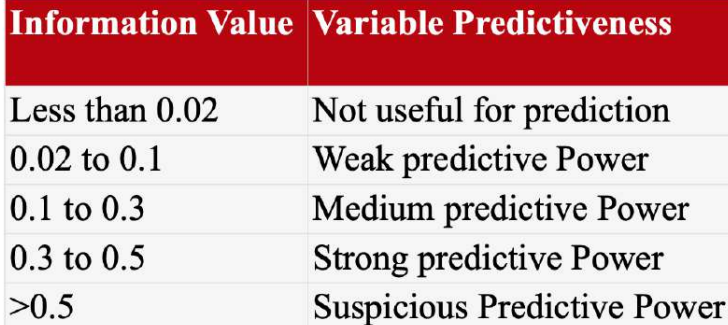 Information Value Variable Predictiveness
Less than 0.02 Not useful for prediction
0.02 to 0.1 Weak predictive Power
0.1 to 0.3 Medium predictive Power
0.3 to 0.5 Strong predictive Power
>0.5 Suspicious Predictive Power